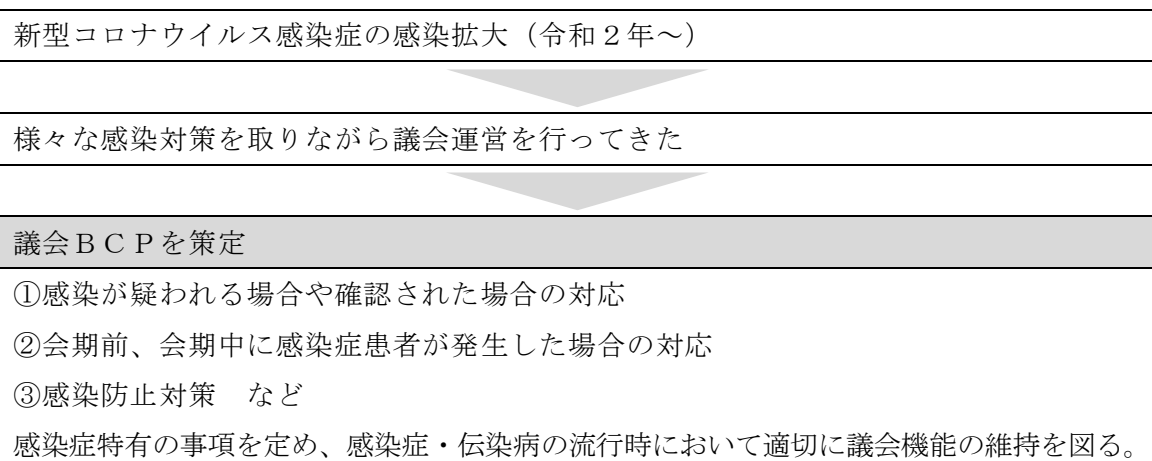 新型コロナウイルス感染症の感染拡大（令和２年～）
様々な感染対策を取りながら議会運営を行ってきた
議会ＢＣＰを策定
①感染が疑われる場合や確認された場合の対応
②会期前、会期中に感染症患者が発生した場合の対応
③感染防止対策　など
感染症特有の事項を定め、感染症・伝染病の流行時において適切に議会機能の維持を図る。